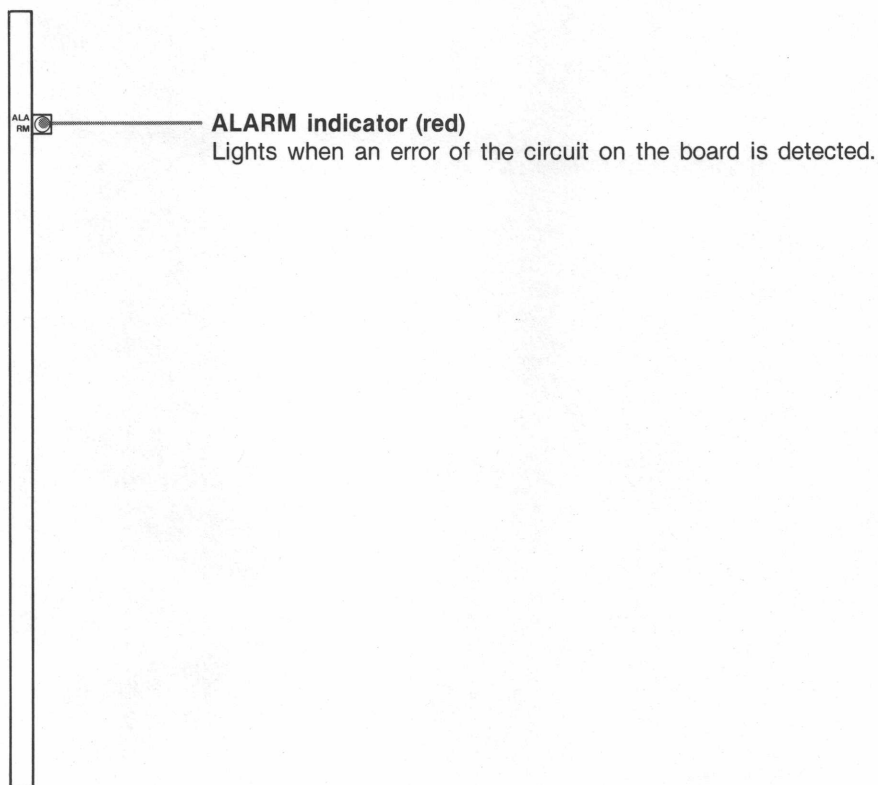 ALA
RM
ALARM indicator (red)
Lights when an error of the circuit on the board is detected.